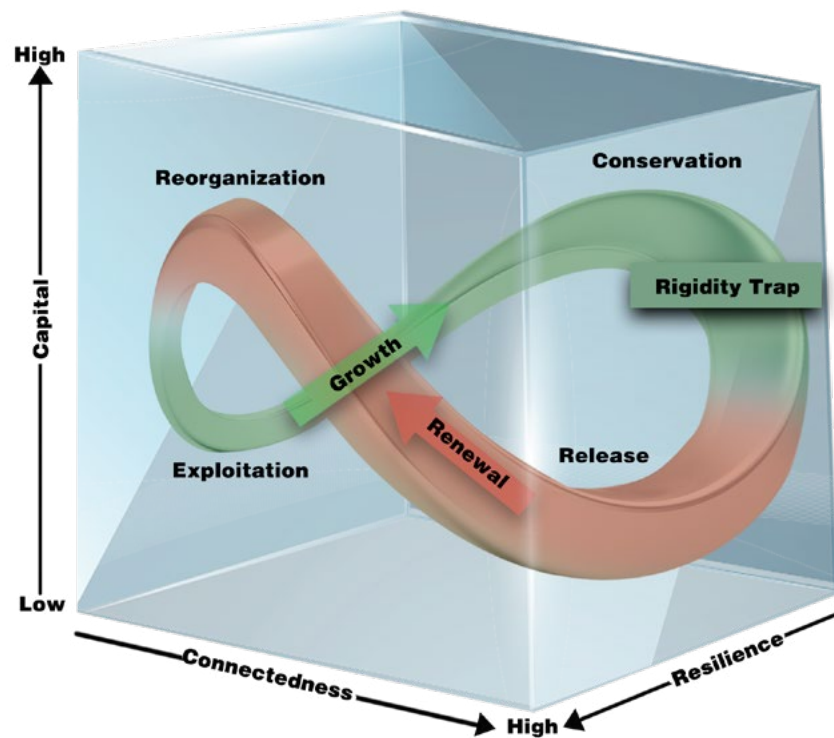 High
Conservation
Reorganization
Capital
Rigidity Trap
Growth
Renewal
Release
Exploitation
Low
Connectedness
Resilience
High